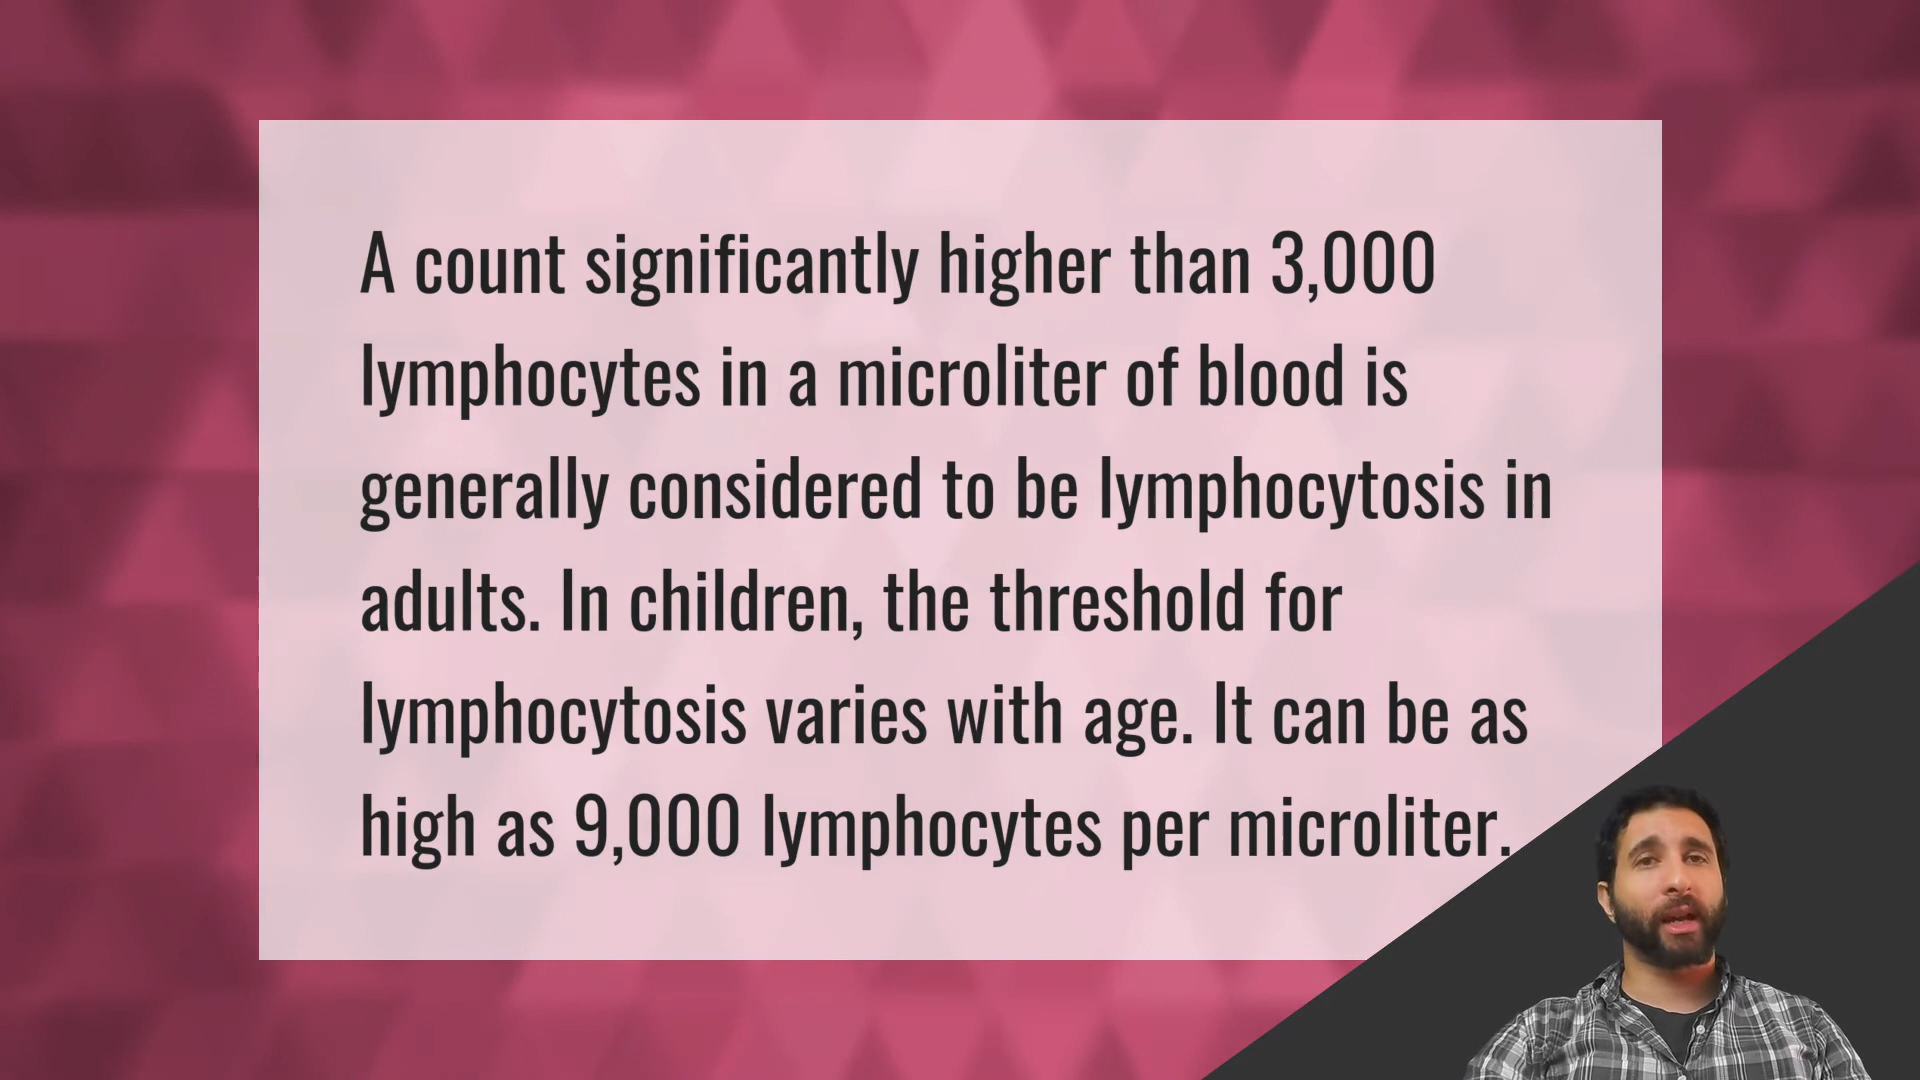 A count significantly higher than 3,000
lymphocytes in a microliter of blood is
generally considered to be lymphocytosis in
adults. In children, the threshold for
lymphocytosis varies with age. It can be as
high as 9,000 lymphocytes per microliter.